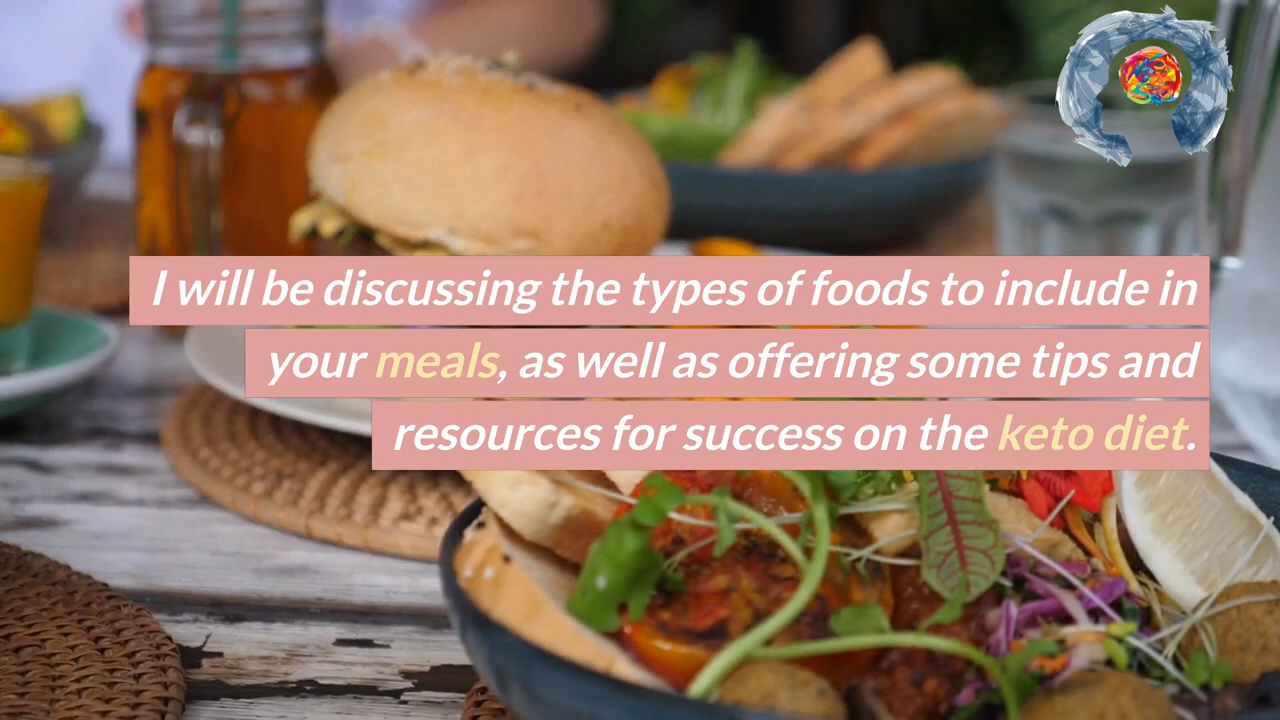 I will be discussing the types of foods to include in
your meals, as well as offering some tips and
resources for success on the keto diet.